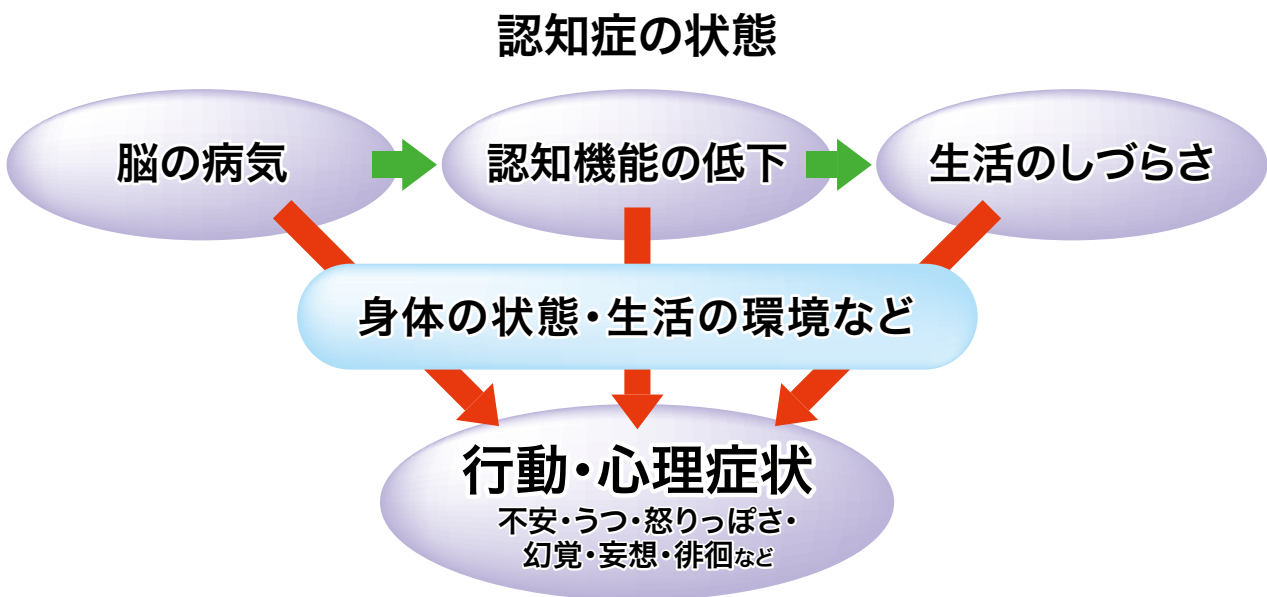 認知症の状態
脳の病気
認知機能の低下
生活のしづらさ
身体の状態・生活の環境など
行動・心理症状
不安・うつ・怒りっぽさ・
幻覚・妄想・徘徊など